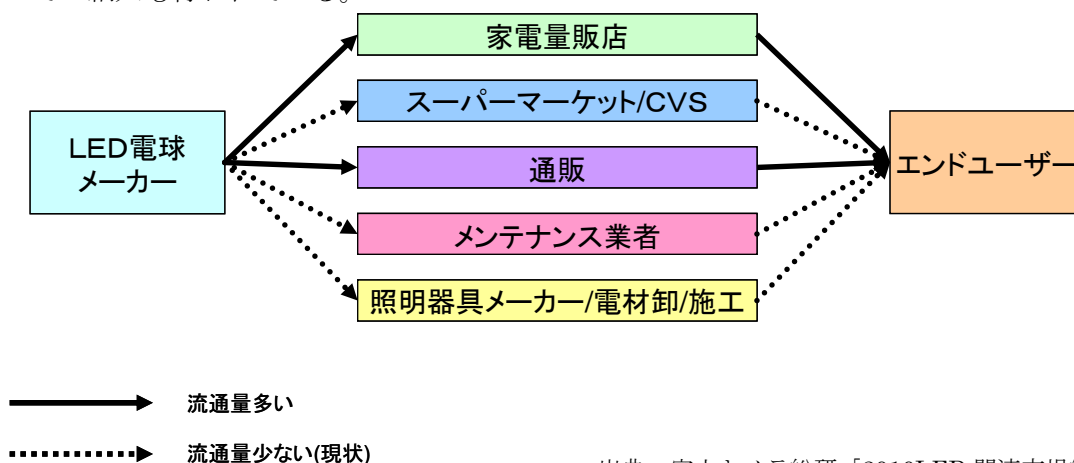 家電量販店
スーパーマーケット/CVS
LED電球
メーカー
通販
エンドユーザー
メンテナンス業者
照明器具メーカー/電材卸/施工
流通量多い
流通量少ない(現状)